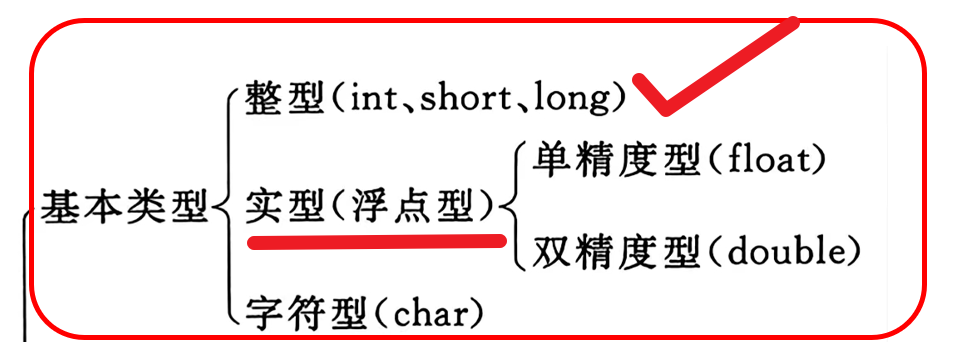 整型(int、short、long)
单精度型(float)
基本类型 实型(浮点型)
双精度型(double)
字符型(char)